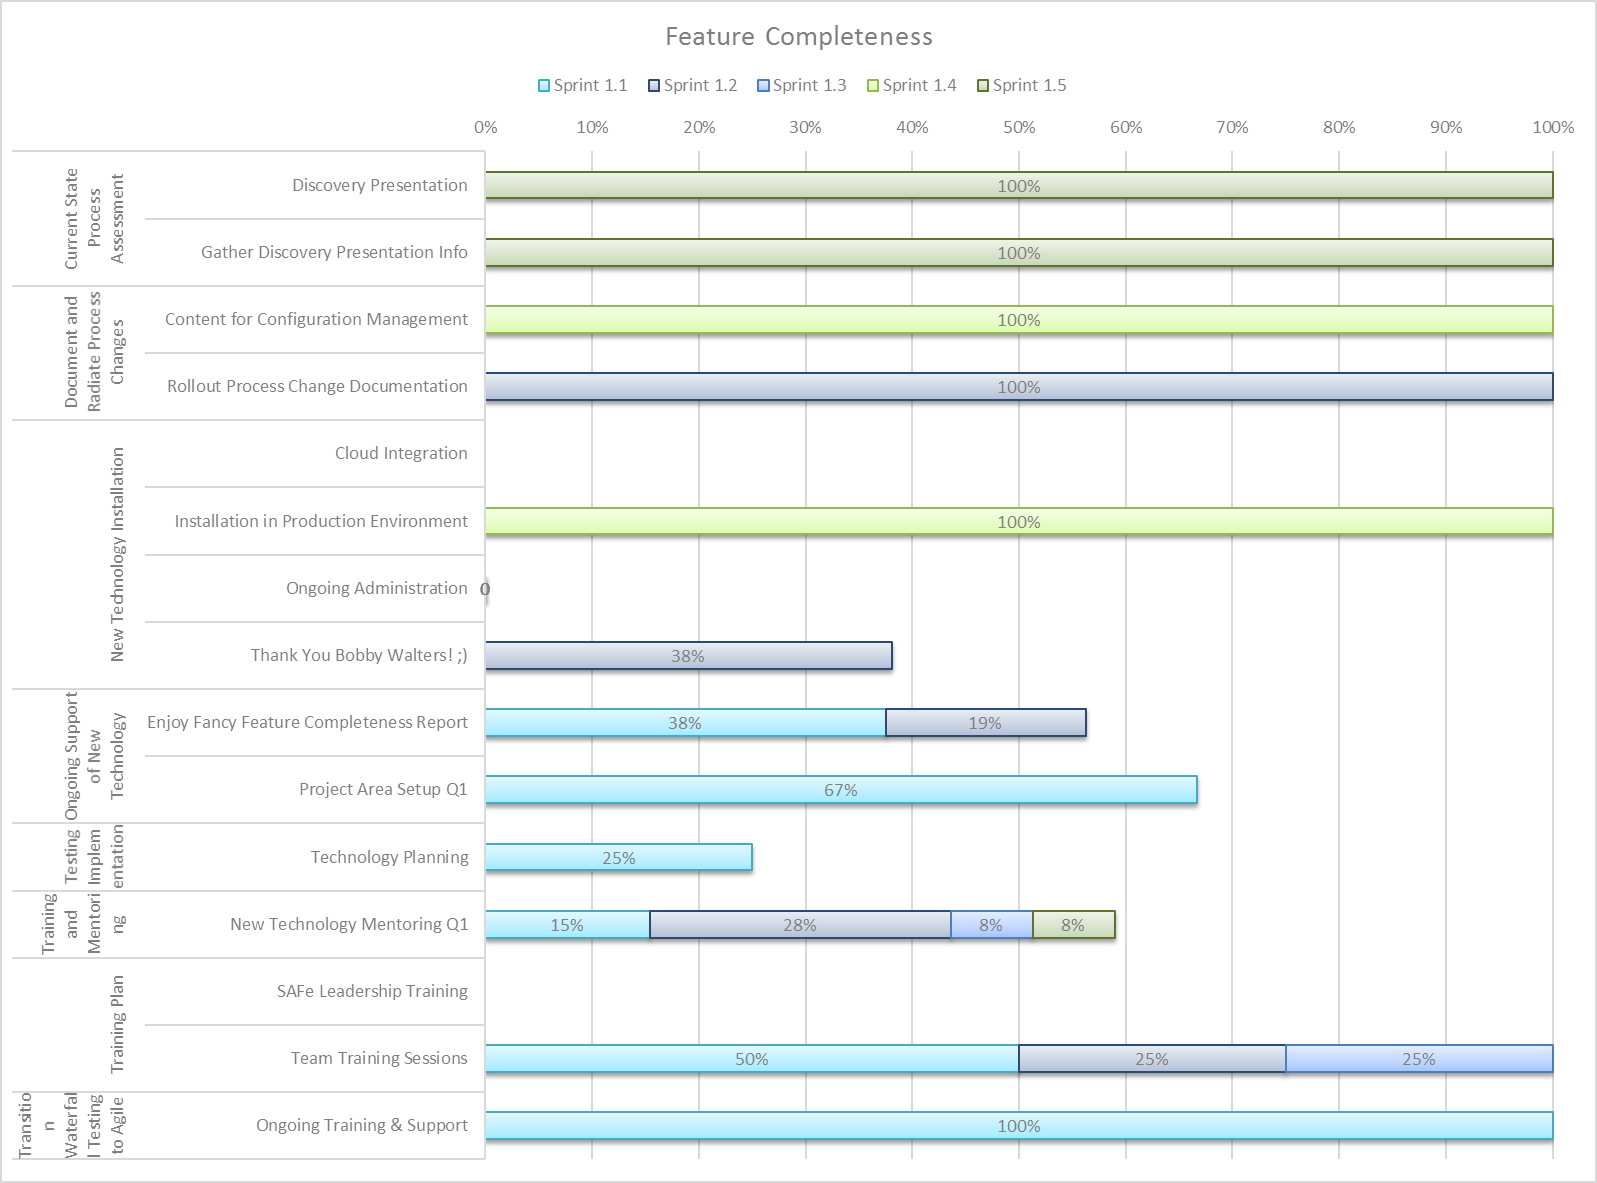 Feature Completeness
Sprint 1.1 Sprint 1.2 Sprint 1.3 Sprint 1.4 Sprint 1.5
0% 10% 20% 30% 40% 50% 60% 70% 80% 90% 100%
Current State
Process
Assessment
Discovery Presentation 100%
Gather Discovery Presentation Info 100%
Document and
Radiate Process
Changes
Content for Configuration Management 100%
Rollout Process Change Documentation 100%
New Technology Installation
Cloud Integration
Installation in Production Environment 100%
Ongoing Administration 0
Thank You Bobby Walters! ;) 38%
Ongoing Support
of New
Technology
Enjoy Fancy Feature Completeness Report 38% 19%
Project Area Setup Q1 67%
Testing
Implem
entation
Technology Planning 25%
Training
and
Mentori
ng
New Technology Mentoring Q1 15% 28% 8% 8%
Training Plan
SAFe Leadership Training
Team Training Sessions 50% 25% 25%
Transitio
n
Waterfal
l Testing
to Agile
Ongoing Training & Support 100%